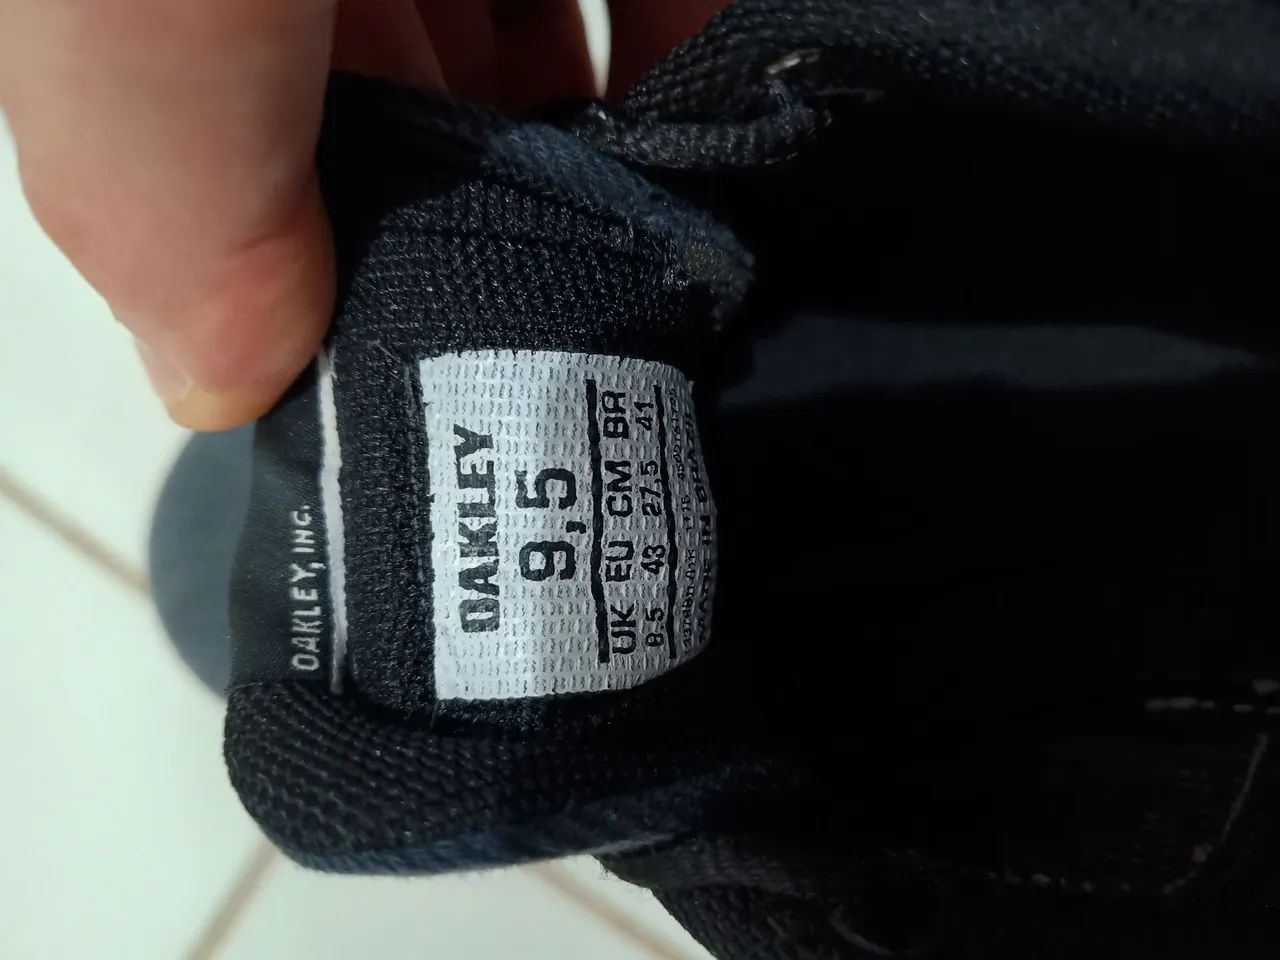 OAKLEY, INC.
OAKLEY
9,5
UK EU CM BR
8.5 43 27.5 41
MADE IN BRAZIL